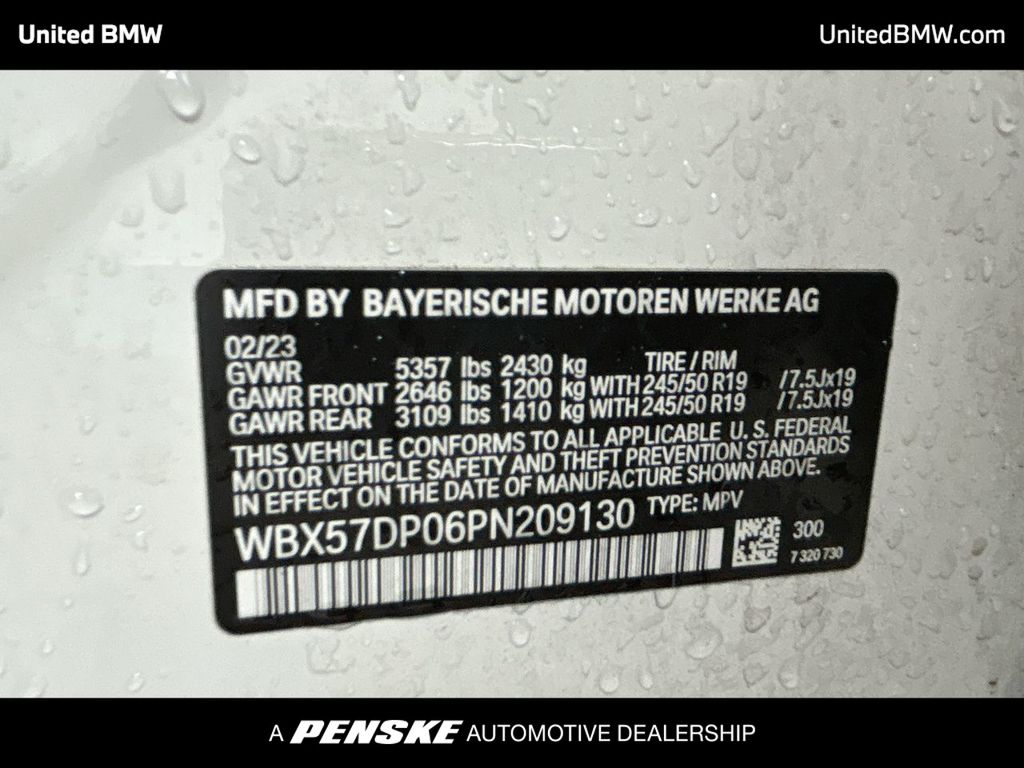 United BMW
UnitedBMW.com
MFD BY BAYERISCHE MOTOREN WERKE AG
02/23
GVWR 5357 lbs 2430 kg TIRE / RIM
GAWR FRONT 2646 lbs 1200 kg WITH 245/50 R19 /7.5Jx19
GAWR REAR 3109 lbs 1410 kg WITH 245/50 R19 /7.5Jx19
THIS VEHICLE CONFORMS TO ALL APPLICABLE U. S. FEDERAL
MOTOR VEHICLE SAFETY AND THEFT PREVENTION STANDARDS
IN EFFECT ON THE DATE OF MANUFACTURE SHOWN ABOVE.
WBX57DP06PN209130 TYPE: MPV
300
7 320 730
A PENSKE AUTOMOTIVE DEALERSHIP